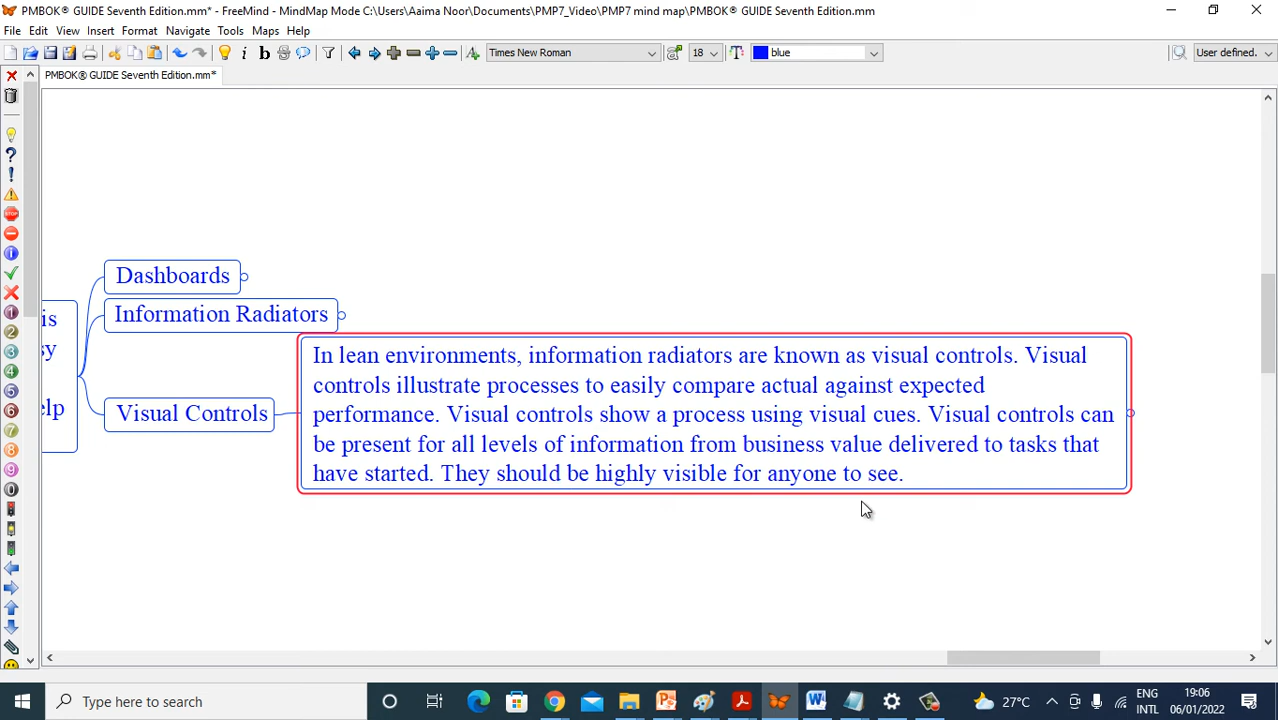 PMBOK® GUIDE Seventh Edition.mm* - FreeMind - MindMap Mode C:\Users\Aaima Noor\Documents\PMP7_Video\PMP7 mind map\PMBOK® GUIDE Seventh Edition.mm
File Edit View Insert Format Navigate Tools Maps Help
Times New Roman 18 blue User defined.
PMBOK® GUIDE Seventh Edition.mm*
is
sy
elp
Dashboards
Information Radiators
Visual Controls
In lean environments, information radiators are known as visual controls. Visual
controls illustrate processes to easily compare actual against expected
performance. Visual controls show a process using visual cues. Visual controls can
be present for all levels of information from business value delivered to tasks that
have started. They should be highly visible for anyone to see.
Type here to search
27°C
ENG
INTL
19:06
06/01/2022